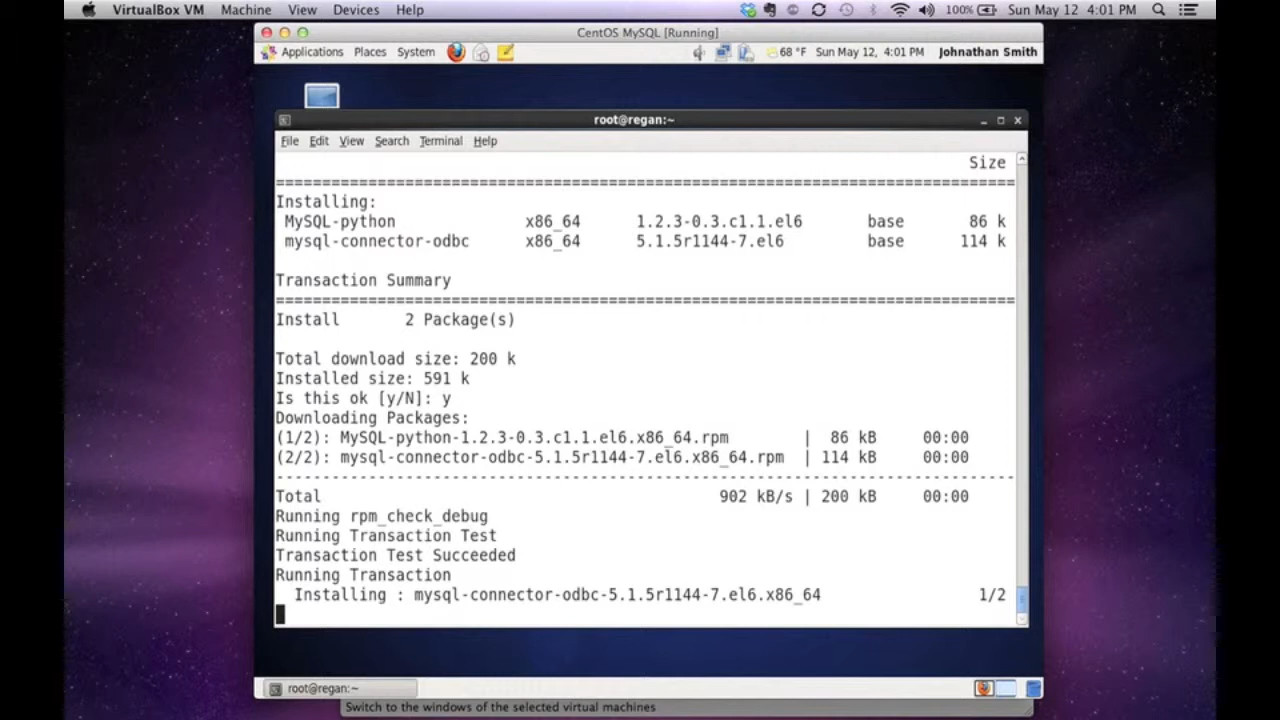 VirtualBox VM Machine View Devices Help 100% Sun May 12 4:01 PM
CentOS MySQL [Running]
Applications Places System 68 °F Sun May 12, 4:01 PM Johnathan Smith
root@regan:~
File Edit View Search Terminal Help
Size
================================================================================
Installing:
MySQL-python x86_64 1.2.3-0.3.c1.1.el6 base 86 k
mysql-connector-odbc x86_64 5.1.5r1144-7.el6 base 114 k
Transaction Summary
================================================================================
Install 2 Package(s)
Total download size: 200 k
Installed size: 591 k
Is this ok [y/N]: y
Downloading Packages:
(1/2): MySQL-python-1.2.3-0.3.c1.1.el6.x86_64.rpm | 86 kB 00:00
(2/2): mysql-connector-odbc-5.1.5r1144-7.el6.x86_64.rpm | 114 kB 00:00
--------------------------------------------------------------------------------
Total 902 kB/s | 200 kB 00:00
Running rpm_check_debug
Running Transaction Test
Transaction Test Succeeded
Running Transaction
Installing : mysql-connector-odbc-5.1.5r1144-7.el6.x86_64 1/2
root@regan:~
Switch to the windows of the selected virtual machines